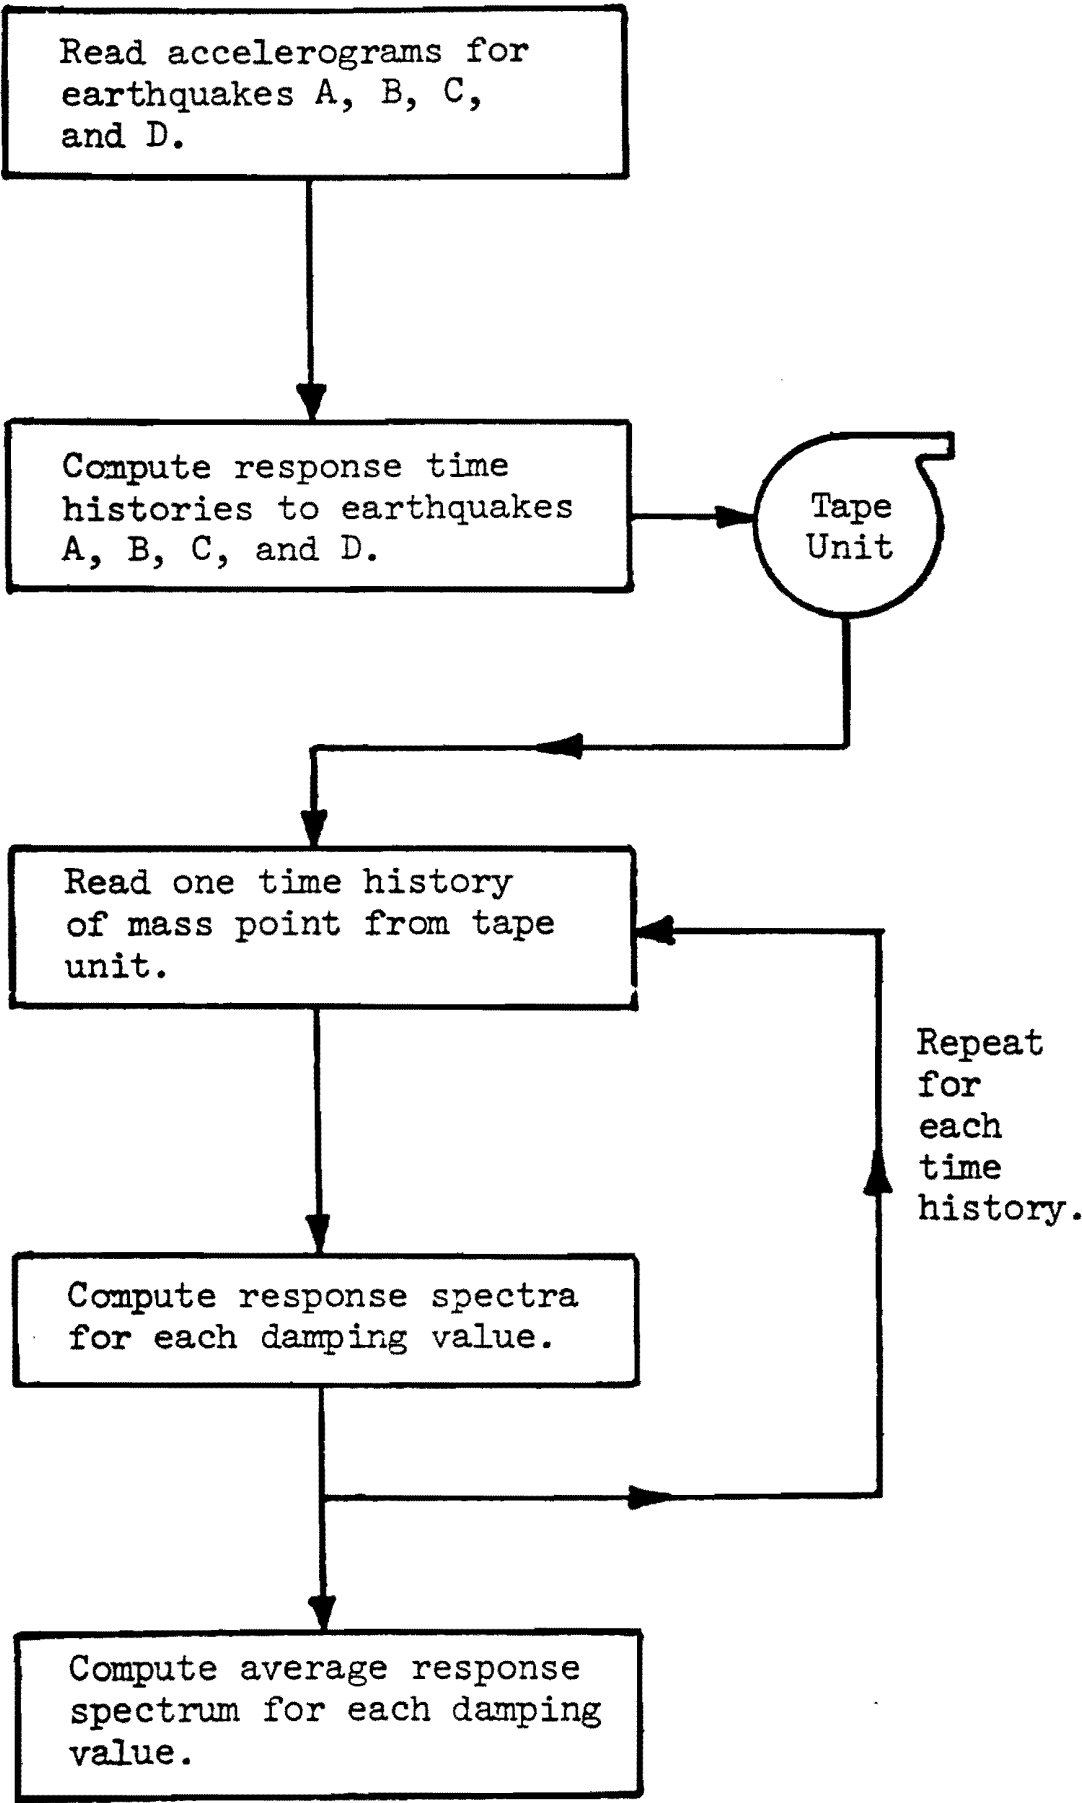 Read accelerograms for
earthquakes A, B, C,
and D.
Compute response time
histories to earthquakes
A, B, C, and D.
Tape
Unit
Read one time history
of mass point from tape
unit.
Repeat
for
each
time
history.
Compute response spectra
for each damping value.
Compute average response
spectrum for each damping
value.